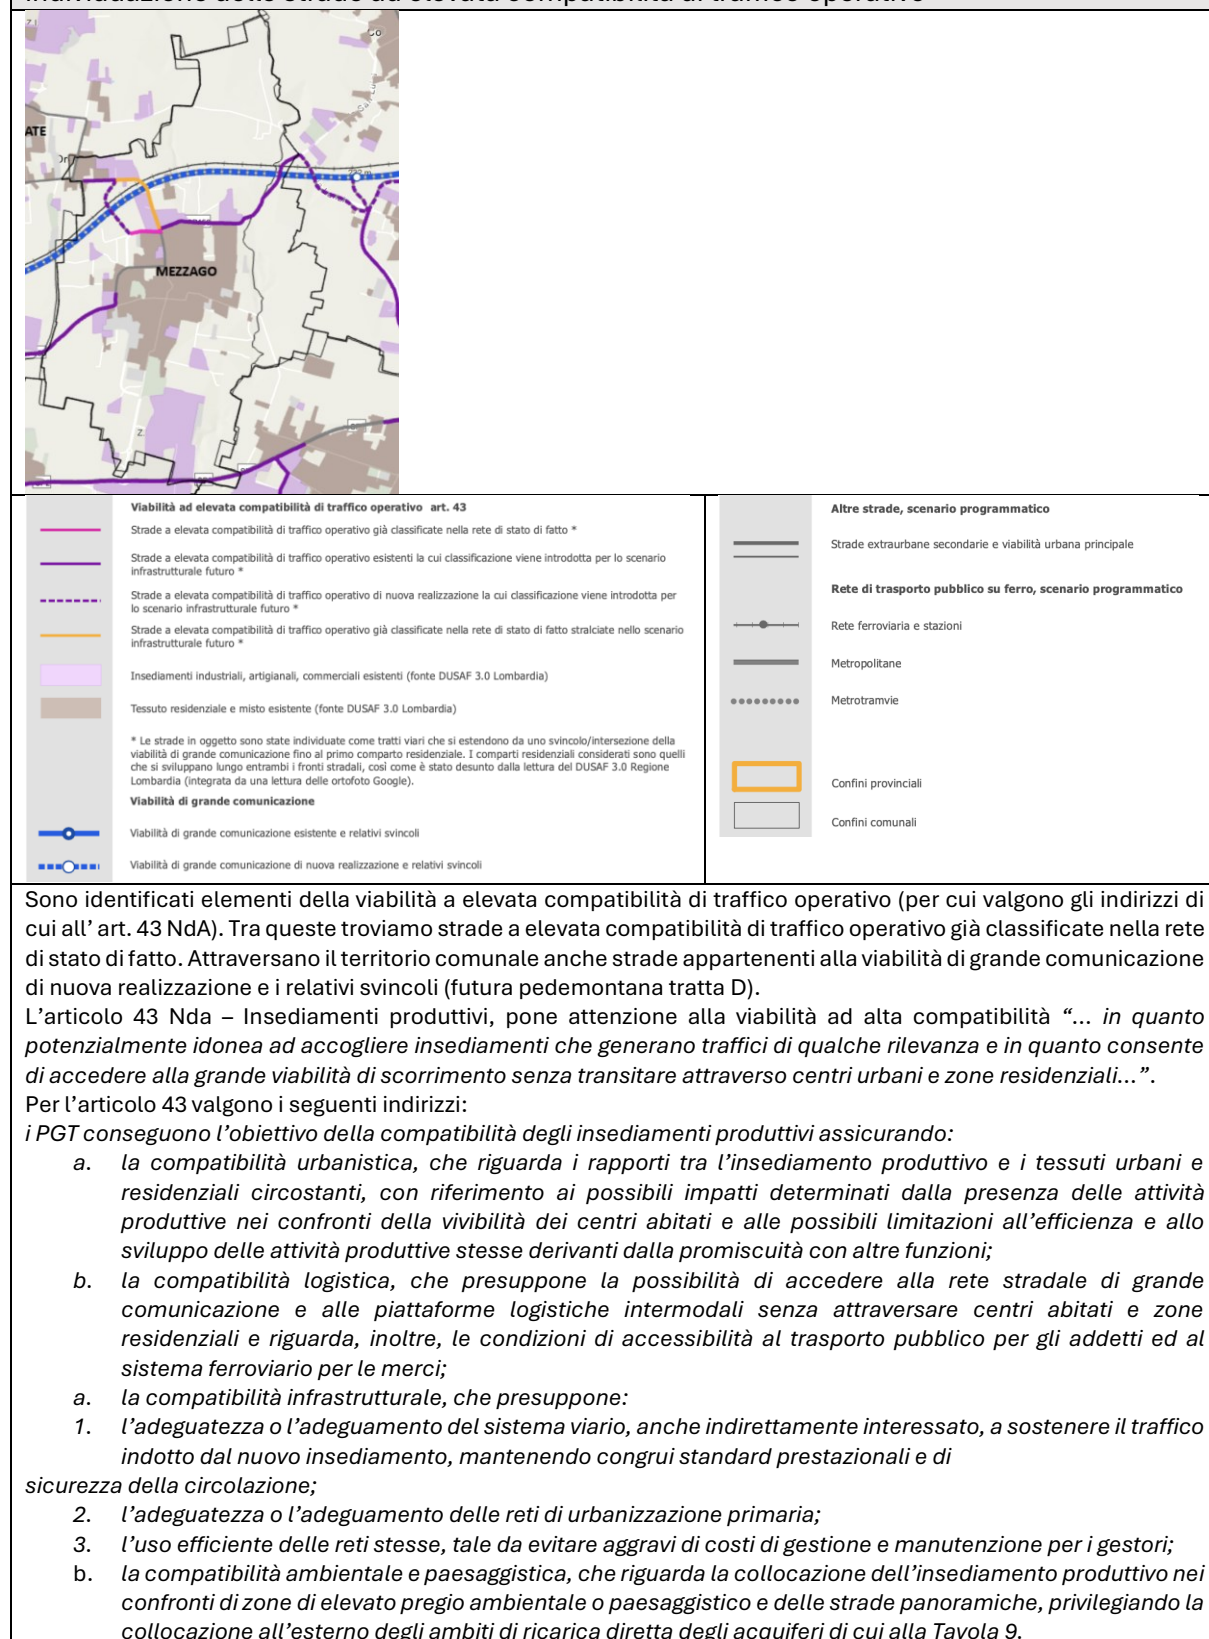 Individuazione delle strade ad elevata compatibilità di traffico operativo
Co
ATE
Or
MEZZAGO
Z.
Viabilità ad elevata compatibilità di traffico operativo art. 43
Strade a elevata compatibilità di traffico operativo già classificate nella rete di stato di fatto *
Strade a elevata compatibilità di traffico operativo esistenti la cui classificazione viene introdotta per lo scenario
infrastrutturale futuro *
Strade a elevata compatibilità di traffico operativo di nuova realizzazione la cui classificazione viene introdotta per
lo scenario infrastrutturale futuro *
Strade a elevata compatibilità di traffico operativo già classificate nella rete di stato di fatto stralciate nello scenario
infrastrutturale futuro *
Insediamenti industriali, artigianali, commerciali esistenti (fonte DUSAF 3.0 Lombardia)
Tessuto residenziale e misto esistente (fonte DUSAF 3.0 Lombardia)
* Le strade in oggetto sono state individuate come tratti viari che si estendono da uno svincolo/intersezione della
viabilità di grande comunicazione fino al primo comparto residenziale. I comparti residenziali considerati sono quelli
che si sviluppano lungo entrambi i fronti stradali, così come è stato desunto dalla lettura del DUSAF 3.0 Regione
Lombardia (integrata da una lettura delle ortofoto Google).
Viabilità di grande comunicazione
Viabilità di grande comunicazione esistente e relativi svincoli
Viabilità di grande comunicazione di nuova realizzazione e relativi svincoli
Altre strade, scenario programmatico
Strade extraurbane secondarie e viabilità urbana principale
Rete di trasporto pubblico su ferro, scenario programmatico
Rete ferroviaria e stazioni
Metropolitane
Metrotramvie
Confini provinciali
Confini comunali
Sono identificati elementi della viabilità a elevata compatibilità di traffico operativo (per cui valgono gli indirizzi di
cui all' art. 43 NdA). Tra queste troviamo strade a elevata compatibilità di traffico operativo già classificate nella rete
di stato di fatto. Attraversano il territorio comunale anche strade appartenenti alla viabilità di grande comunicazione
di nuova realizzazione e i relativi svincoli (futura pedemontana tratta D).
L'articolo 43 Nda – Insediamenti produttivi, pone attenzione alla viabilità ad alta compatibilità "... in quanto
potenzialmente idonea ad accogliere insediamenti che generano traffici di qualche rilevanza e in quanto consente
di accedere alla grande viabilità di scorrimento senza transitare attraverso centri urbani e zone residenziali...".
Per l'articolo 43 valgono i seguenti indirizzi:
i PGT conseguono l'obiettivo della compatibilità degli insediamenti produttivi assicurando:
a. la compatibilità urbanistica, che riguarda i rapporti tra l'insediamento produttivo e i tessuti urbani e
residenziali circostanti, con riferimento ai possibili impatti determinati dalla presenza delle attività
produttive nei confronti della vivibilità dei centri abitati e alle possibili limitazioni all'efficienza e allo
sviluppo delle attività produttive stesse derivanti dalla promiscuità con altre funzioni;
b. la compatibilità logistica, che presuppone la possibilità di accedere alla rete stradale di grande
comunicazione e alle piattaforme logistiche intermodali senza attraversare centri abitati e zone
residenziali e riguarda, inoltre, le condizioni di accessibilità al trasporto pubblico per gli addetti ed al
sistema ferroviario per le merci;
a. la compatibilità infrastrutturale, che presuppone:
1. l'adeguatezza o l'adeguamento del sistema viario, anche indirettamente interessato, a sostenere il traffico
indotto dal nuovo insediamento, mantenendo congrui standard prestazionali e di
sicurezza della circolazione;
2. l'adeguatezza o l'adeguamento delle reti di urbanizzazione primaria;
3. l'uso efficiente delle reti stesse, tale da evitare aggravi di costi di gestione e manutenzione per i gestori;
b. la compatibilità ambientale e paesaggistica, che riguarda la collocazione dell'insediamento produttivo nei
confronti di zone di elevato pregio ambientale o paesaggistico e delle strade panoramiche, privilegiando la
collocazione all'esterno degli ambiti di ricarica diretta degli acquiferi di cui alla Tavola 9.